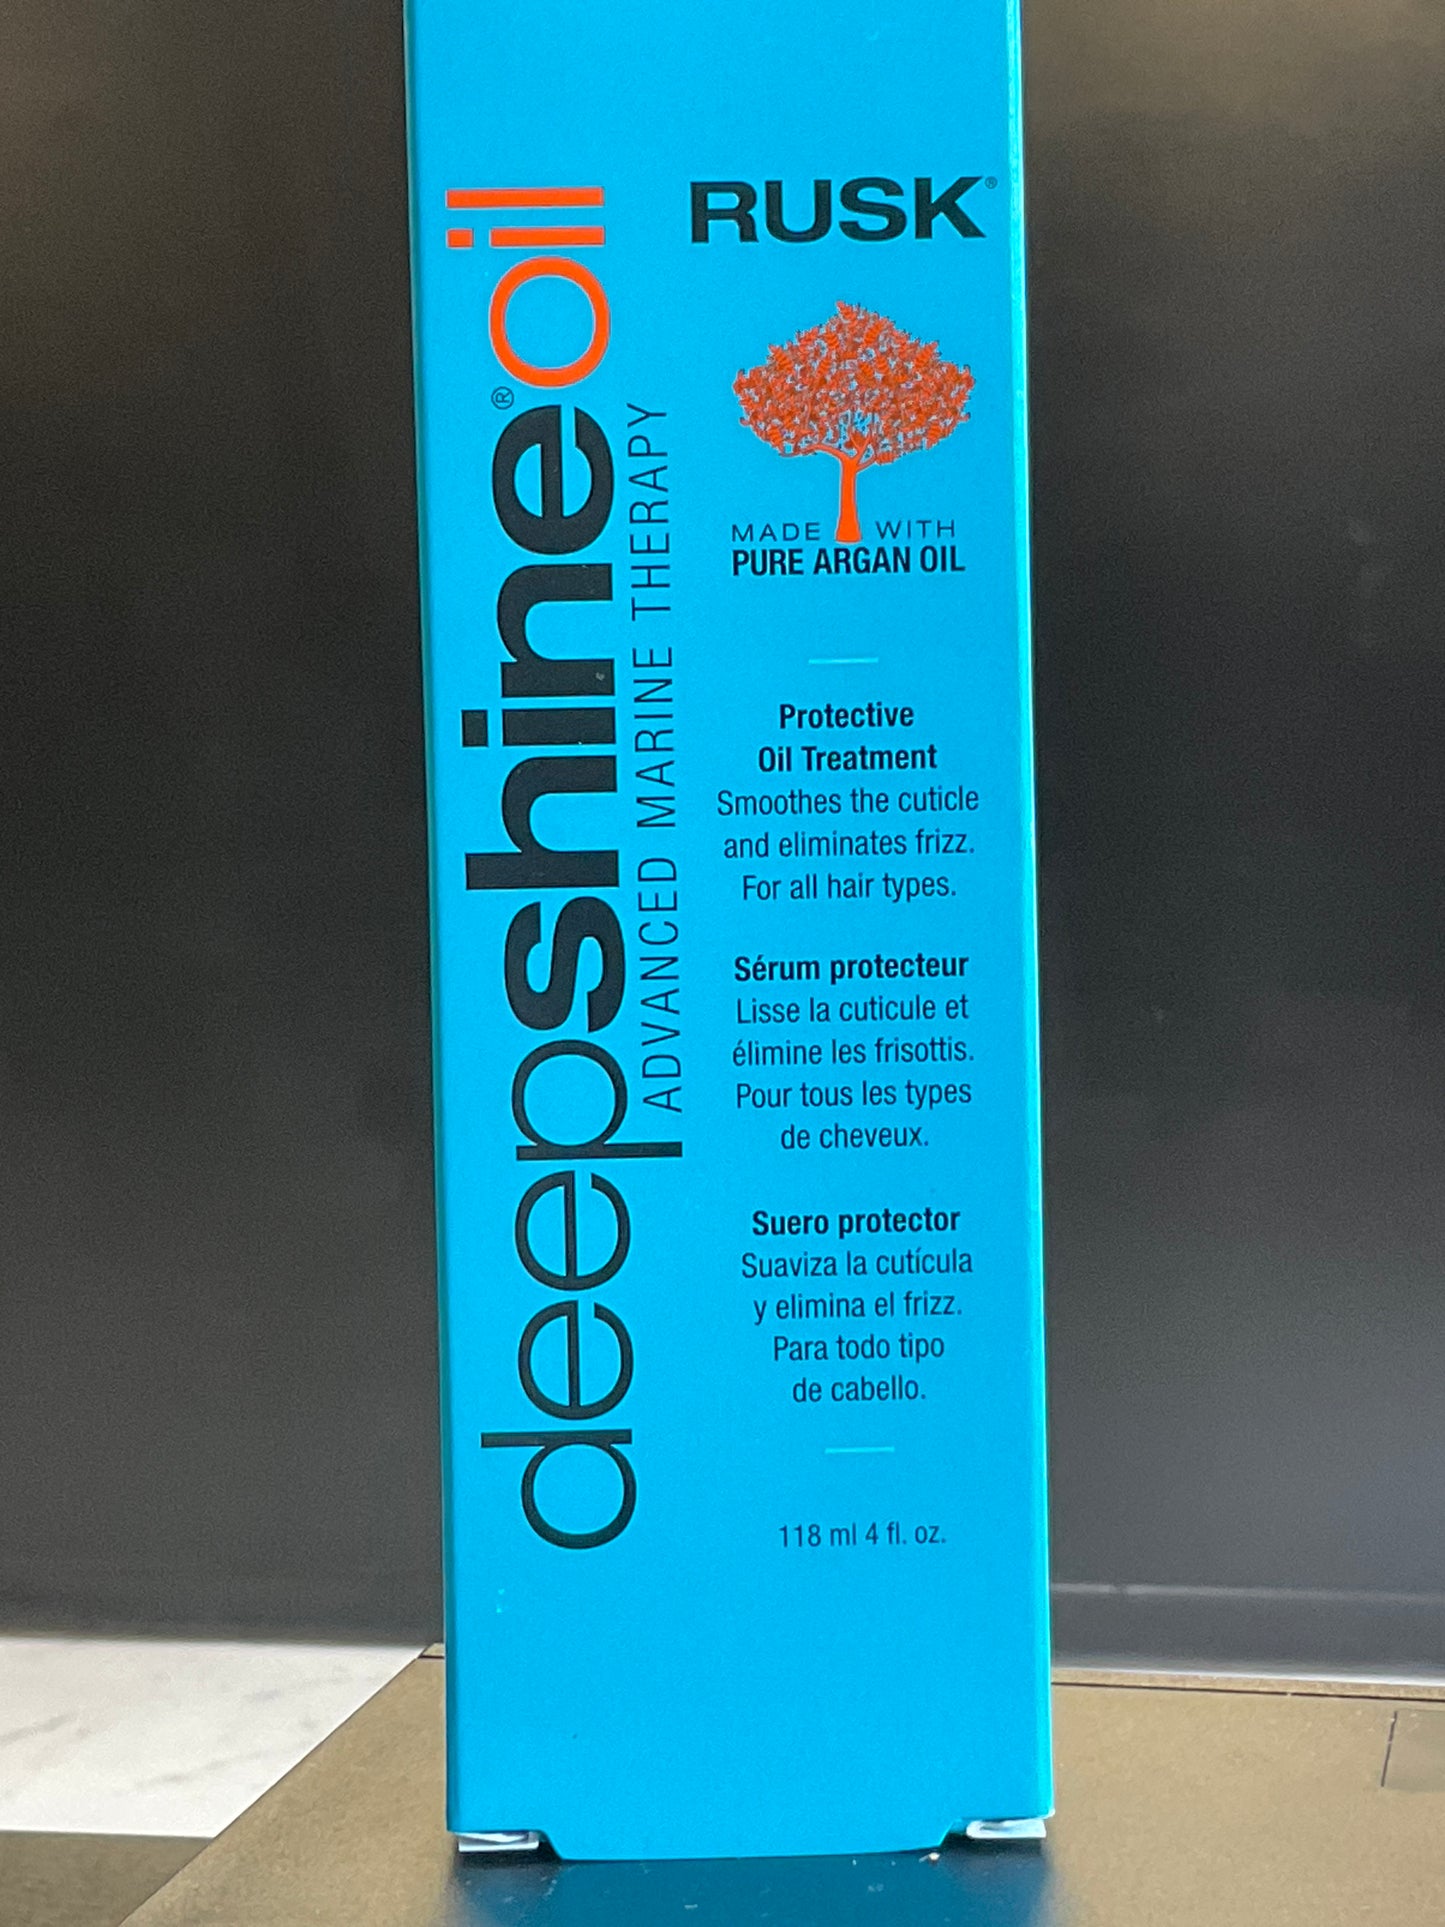 deepshine®oil
ADVANCED MARINE THERAPY
RUSK®
MADE WITH
PURE ARGAN OIL
Protective
Oil Treatment
Smoothes the cuticle
and eliminates frizz.
For all hair types.
Sérum protecteur
Lisse la cuticule et
élimine les frisottis.
Pour tous les types
de cheveux.
Suero protector
Suaviza la cutícula
y elimina el frizz.
Para todo tipo
de cabello.
118 ml 4 fl. oz.